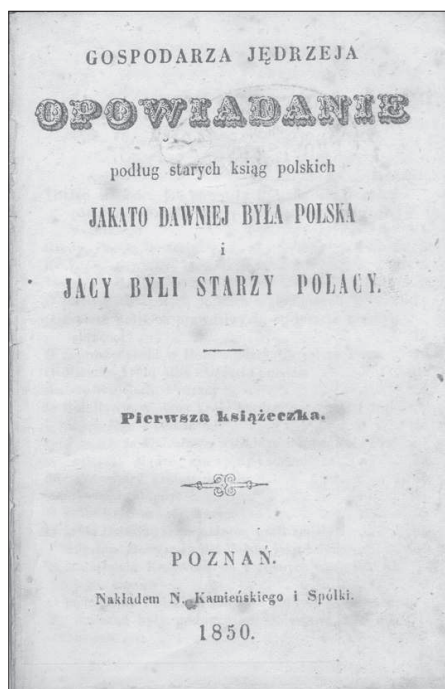 GOSPODARZA JĘDRZEJA
OPOWIADANIE
podług starych ksiąg polskich
JAKATO DAWNIEJ BYŁA POLSKA
i
JACY BYLI STARZY POLACY.
Pierwsza książeczka.
POZNAŃ.
Nakładem N. Kamieńskiego i Spółki.
1850.